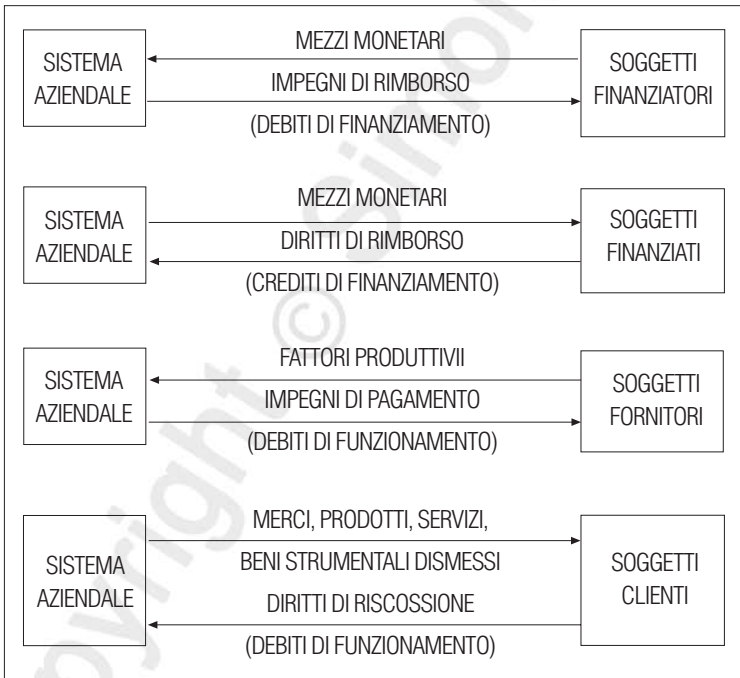 MEZZI MONETARI
SISTEMA
AZIENDALE
IMPEGNI DI RIMBORSO
(DEBITI DI FINANZIAMENTO)
SOGGETTI
FINANZIATORI
MEZZI MONETARI
SISTEMA
AZIENDALE
DIRITTI DI RIMBORSO
(CREDITI DI FINANZIAMENTO)
SOGGETTI
FINANZIATI
FATTORI PRODUTTIVII
SISTEMA
AZIENDALE
IMPEGNI DI PAGAMENTO
(DEBITI DI FUNZIONAMENTO)
SOGGETTI
FORNITORI
MERCI, PRODOTTI, SERVIZI,
BENI STRUMENTALI DISMESSI
SISTEMA
AZIENDALE
DIRITTI DI RISCOSSIONE
(DEBITI DI FUNZIONAMENTO)
SOGGETTI
CLIENTI
pyright © Simo